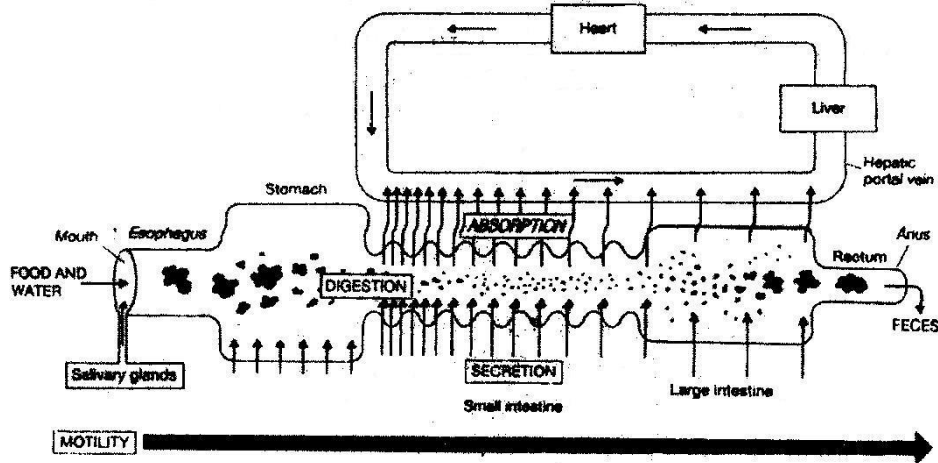 Heart
Liver
Hepatic
portal vein
Stomach
ABSORPTION
Mouth
Esophagus
Anus
Rectum
FOOD AND
WATER
DIGESTION
FECES
Salivary glands
SECRETION
Small intestine
Large intestine
MOTILITY